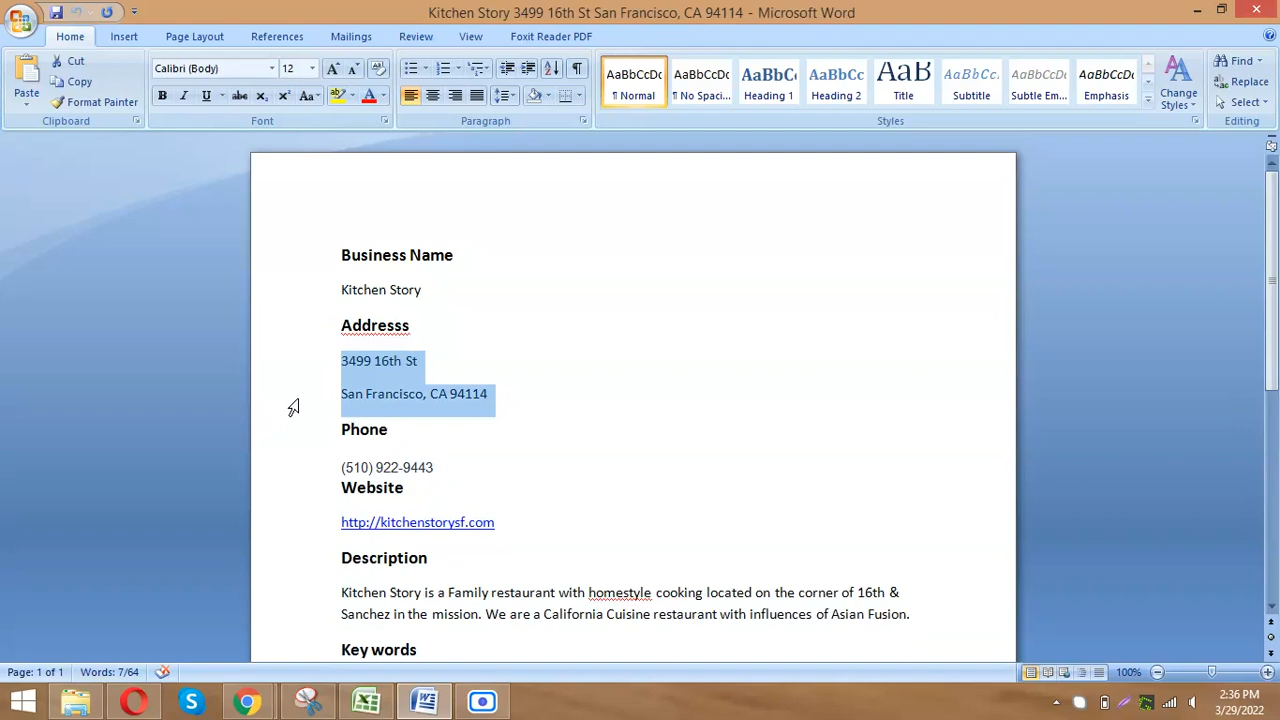 Kitchen Story 3499 16th St San Francisco, CA 94114 - Microsoft Word
Home Insert Page Layout References Mailings Review View Foxit Reader PDF
Paste
Cut
Copy
Format Painter
Clipboard
Calibri (Body) 12
Font
Paragraph
AaBbCcDc AaBbCcDc AaBbCc AaBbCc AaB AaBbCc. AaBbCcDc AaBbCcDc
¶ Normal ¶ No Spaci... Heading 1 Heading 2 Title Subtitle Subtle Em... Emphasis
Styles
Change Styles
Find
Replace
Select
Editing
Business Name
Kitchen Story
Addresss
3499 16th St
San Francisco, CA 94114
Phone
(510) 922-9443
Website
http://kitchenstorysf.com
Description
Kitchen Story is a Family restaurant with homestyle cooking located on the corner of 16th &
Sanchez in the mission. We are a California Cuisine restaurant with influences of Asian Fusion.
Key words
Page: 1 of 1 Words: 7/64 100%
2:36 PM
3/29/2022